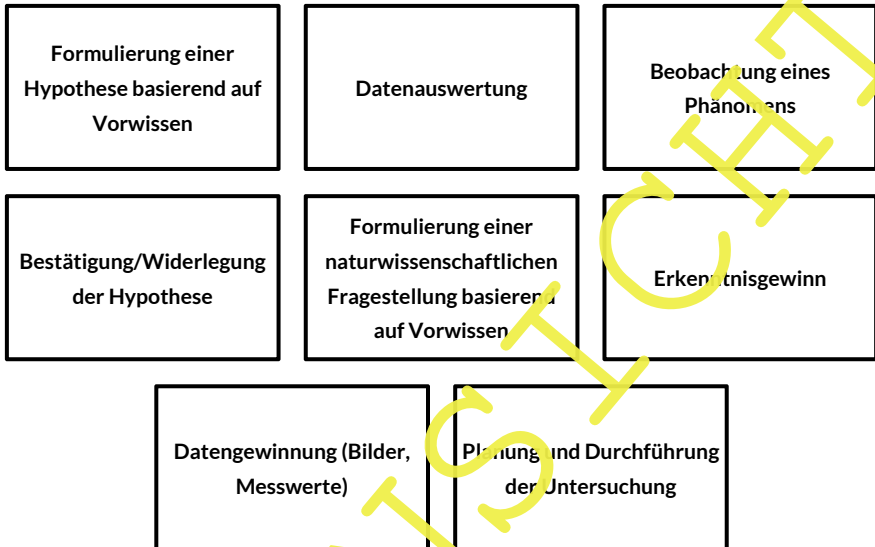 Formulierung einer
Hypothese basierend auf
Vorwissen
Datenauswertung
Beobachtung eines
Phänomens
Bestätigung/Widerlegung
der Hypothese
Formulierung einer
naturwissenschaftlichen
Fragestellung basierend
auf Vorwissen
Erkenntnisgewinn
Datengewinnung (Bilder,
Messwerte)
Planung und Durchführung
der Untersuchung
NSICHT